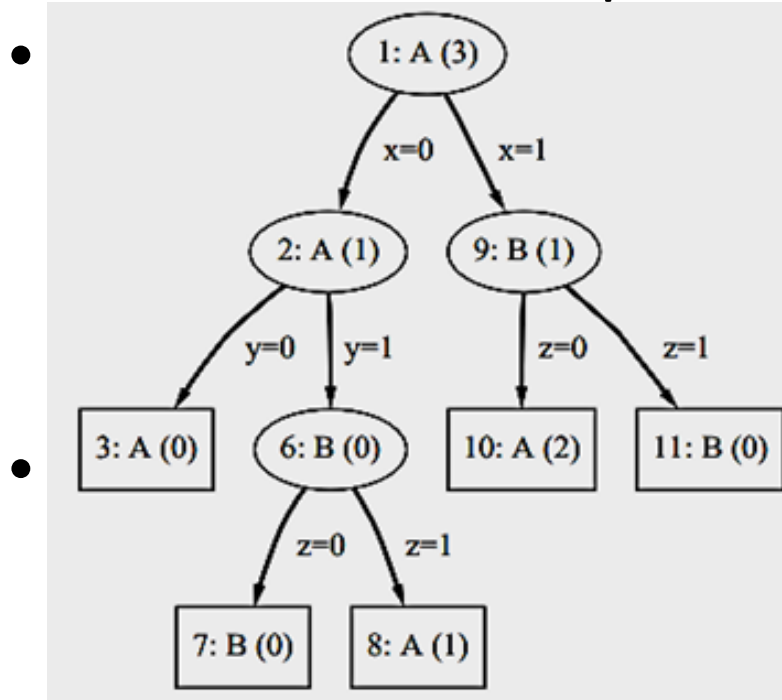 1: A (3)
x=0 x=1
2: A (1) 9: B (1)
y=0 y=1 z=0 z=1
3: A (0) 6: B (0) 10: A (2) 11: B (0)
z=0 z=1
7: B (0) 8: A (1)